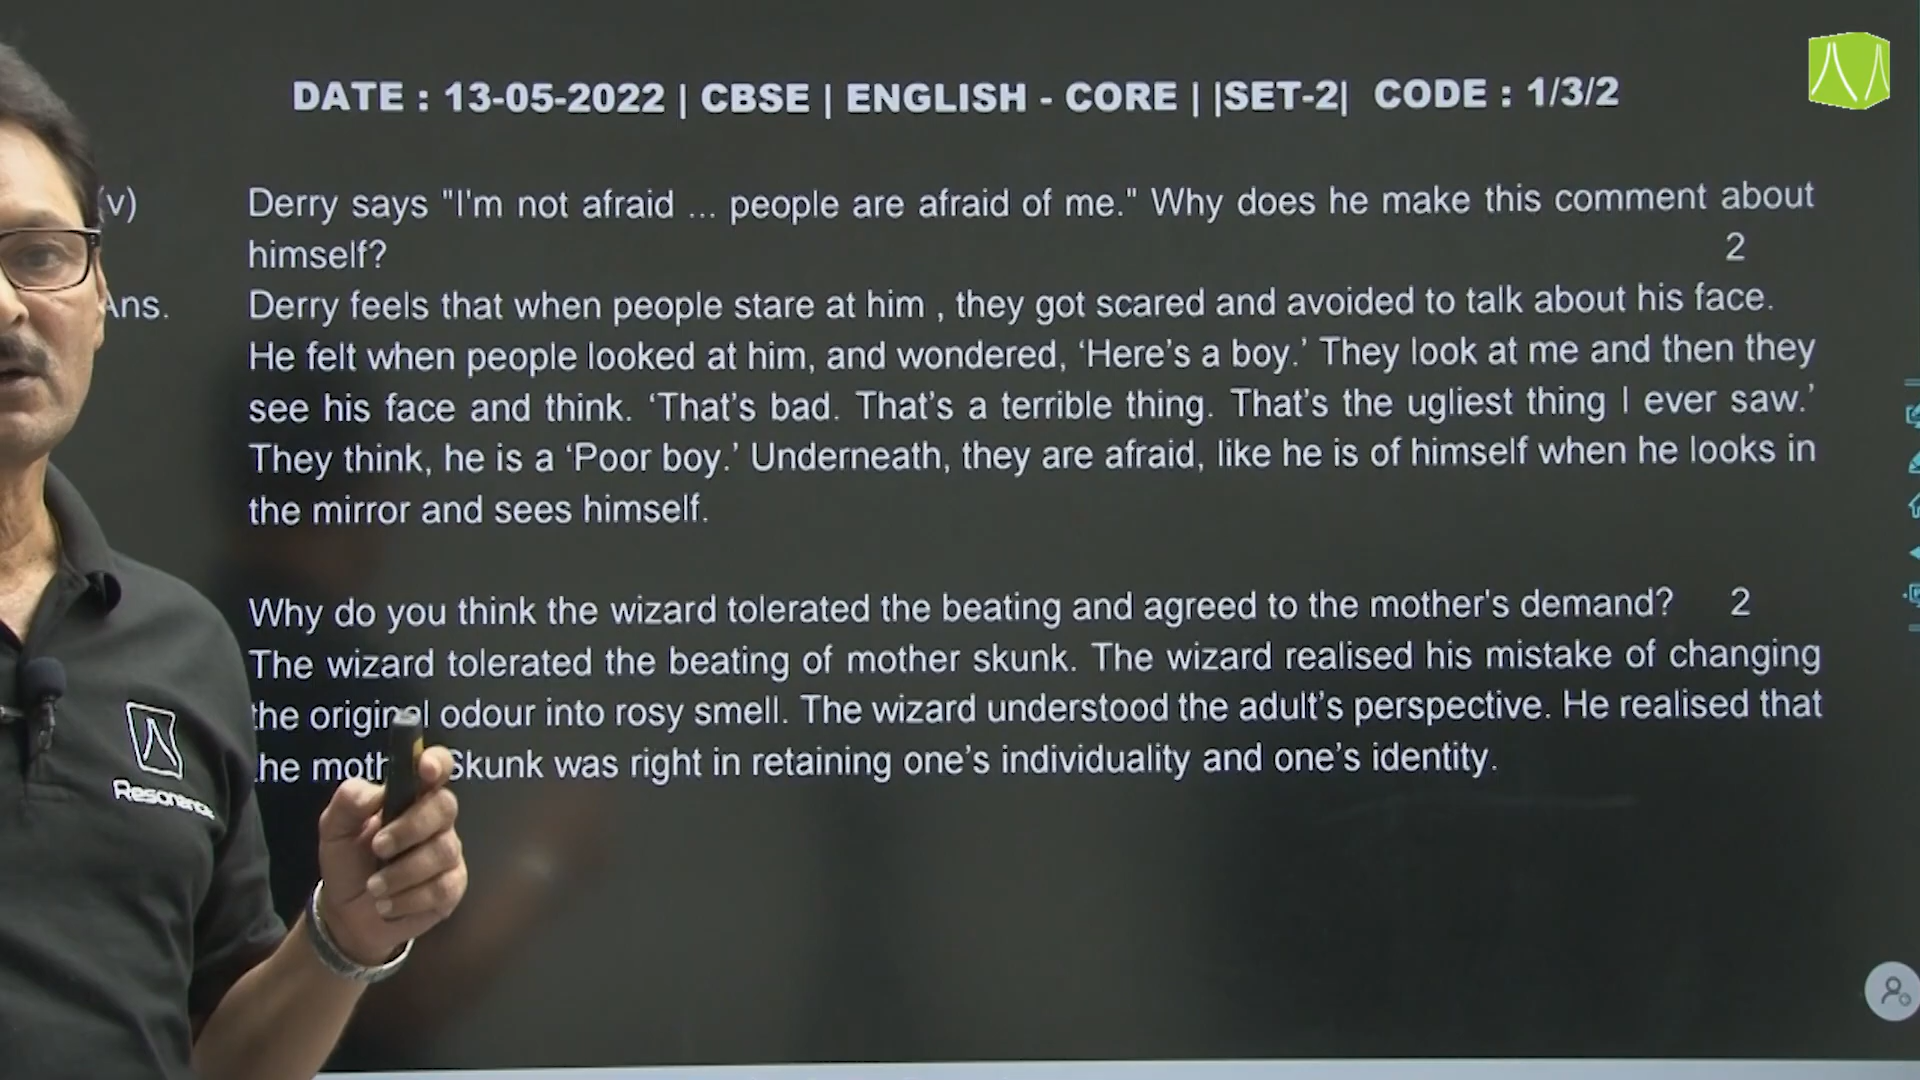 DATE : 13-05-2022 | CBSE | ENGLISH - CORE | |SET-2| CODE : 1/3/2
(v) Derry says "I'm not afraid ... people are afraid of me." Why does he make this comment about
himself? 2
Ans. Derry feels that when people stare at him , they got scared and avoided to talk about his face.
He felt when people looked at him, and wondered, ‘Here’s a boy.’ They look at me and then they
see his face and think. ‘That’s bad. That’s a terrible thing. That’s the ugliest thing I ever saw.’
They think, he is a ‘Poor boy.’ Underneath, they are afraid, like he is of himself when he looks in
the mirror and sees himself.
Why do you think the wizard tolerated the beating and agreed to the mother's demand? 2
The wizard tolerated the beating of mother skunk. The wizard realised his mistake of changing
the original odour into rosy smell. The wizard understood the adult’s perspective. He realised that
the Skunk was right in retaining one’s individuality and one’s identity.
Resonance